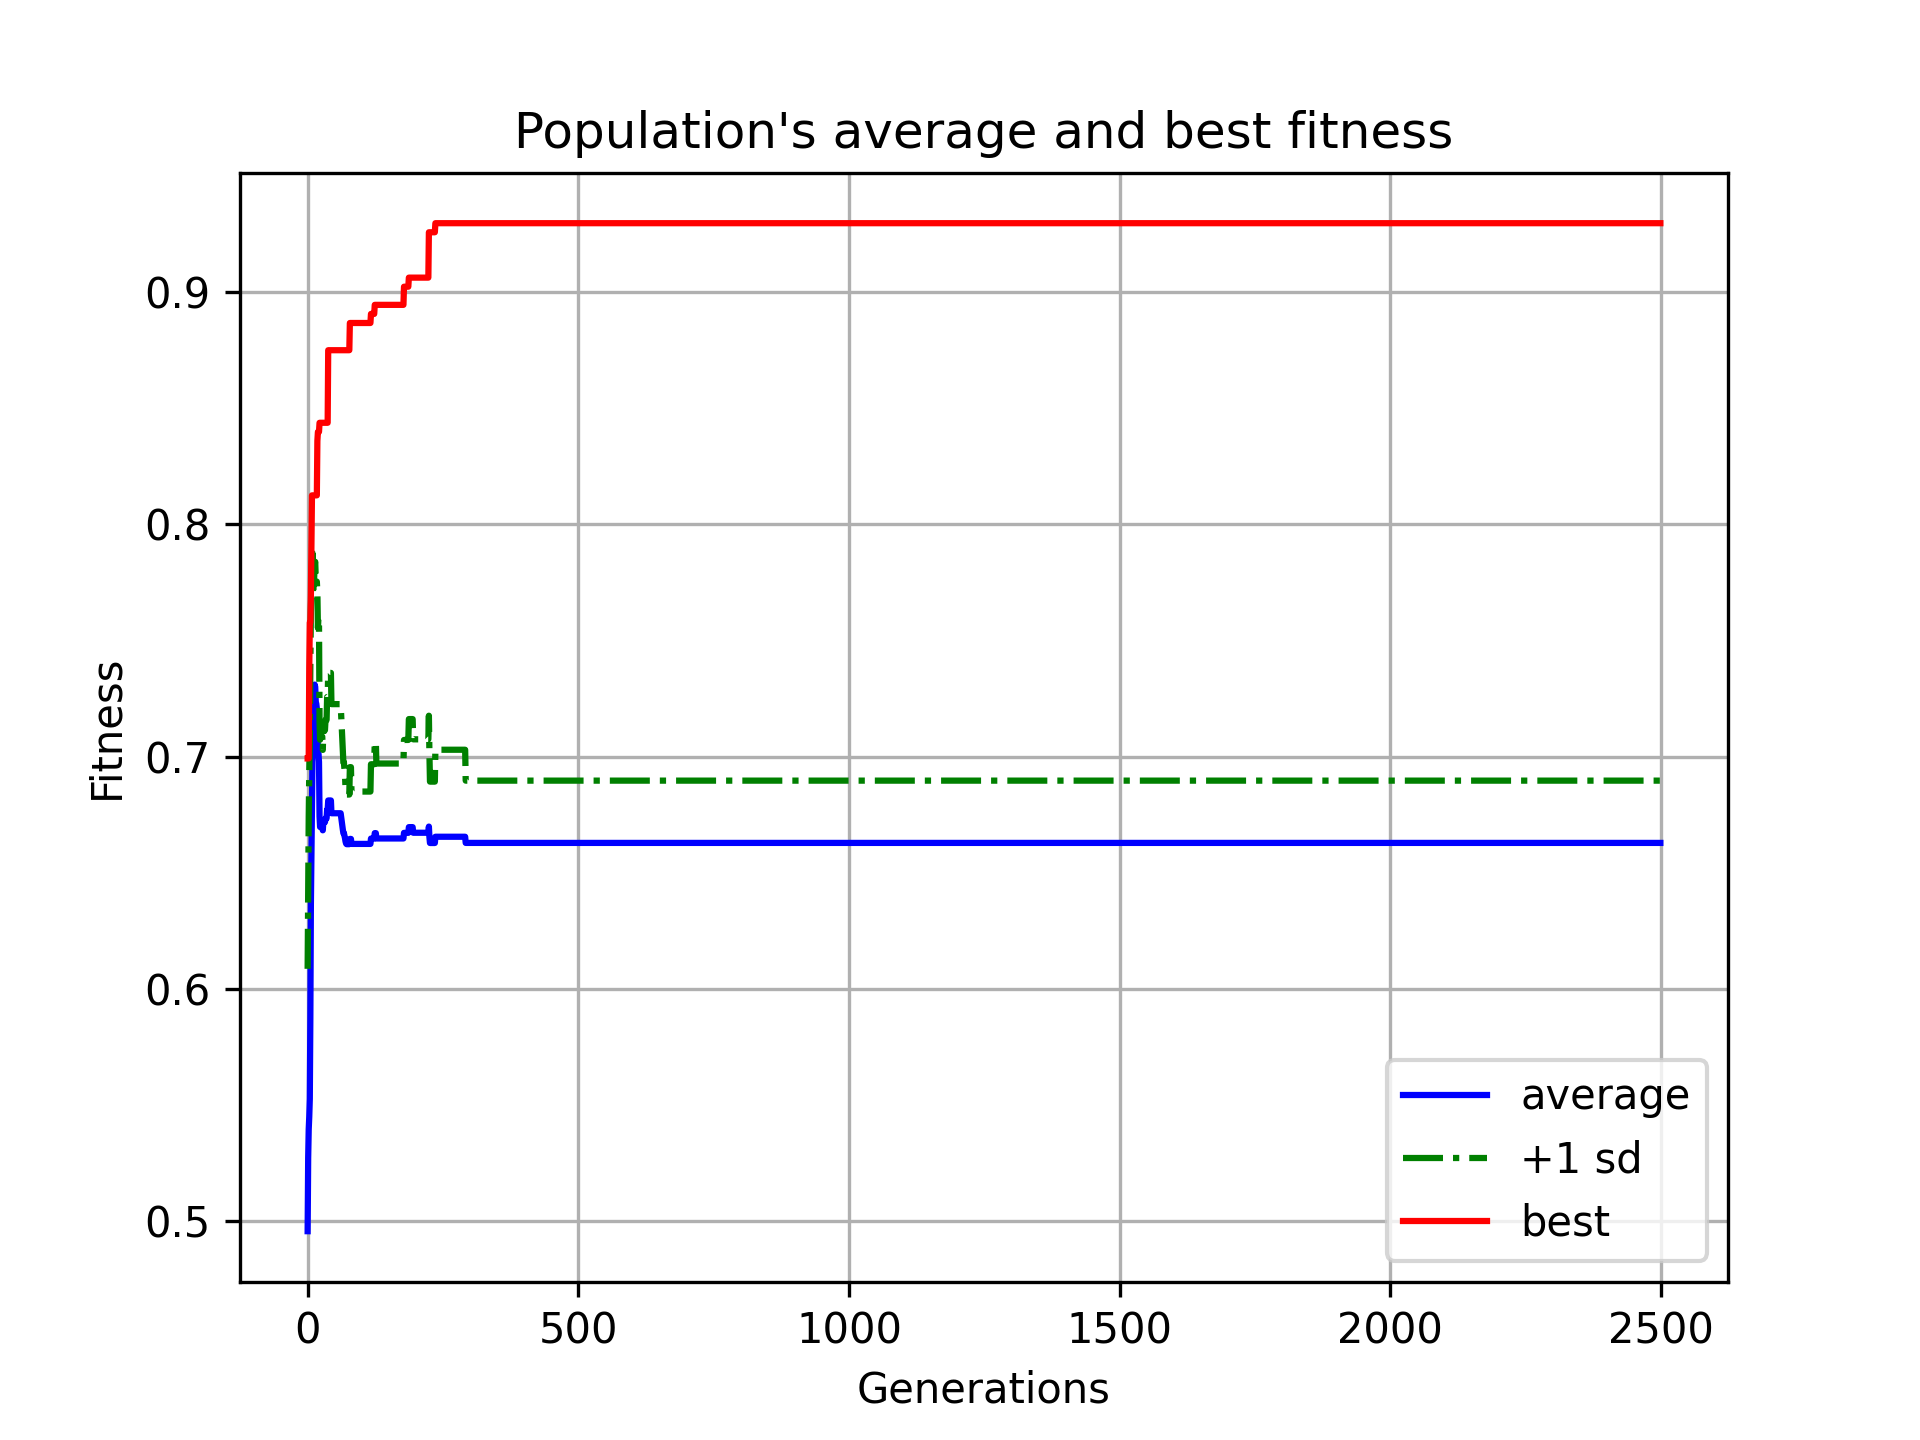 Population's average and best fitness
0.9
0.8
0.7
0.6
0.5
Fitness
average
+1 sd
best
0 500 1000 1500 2000 2500
Generations